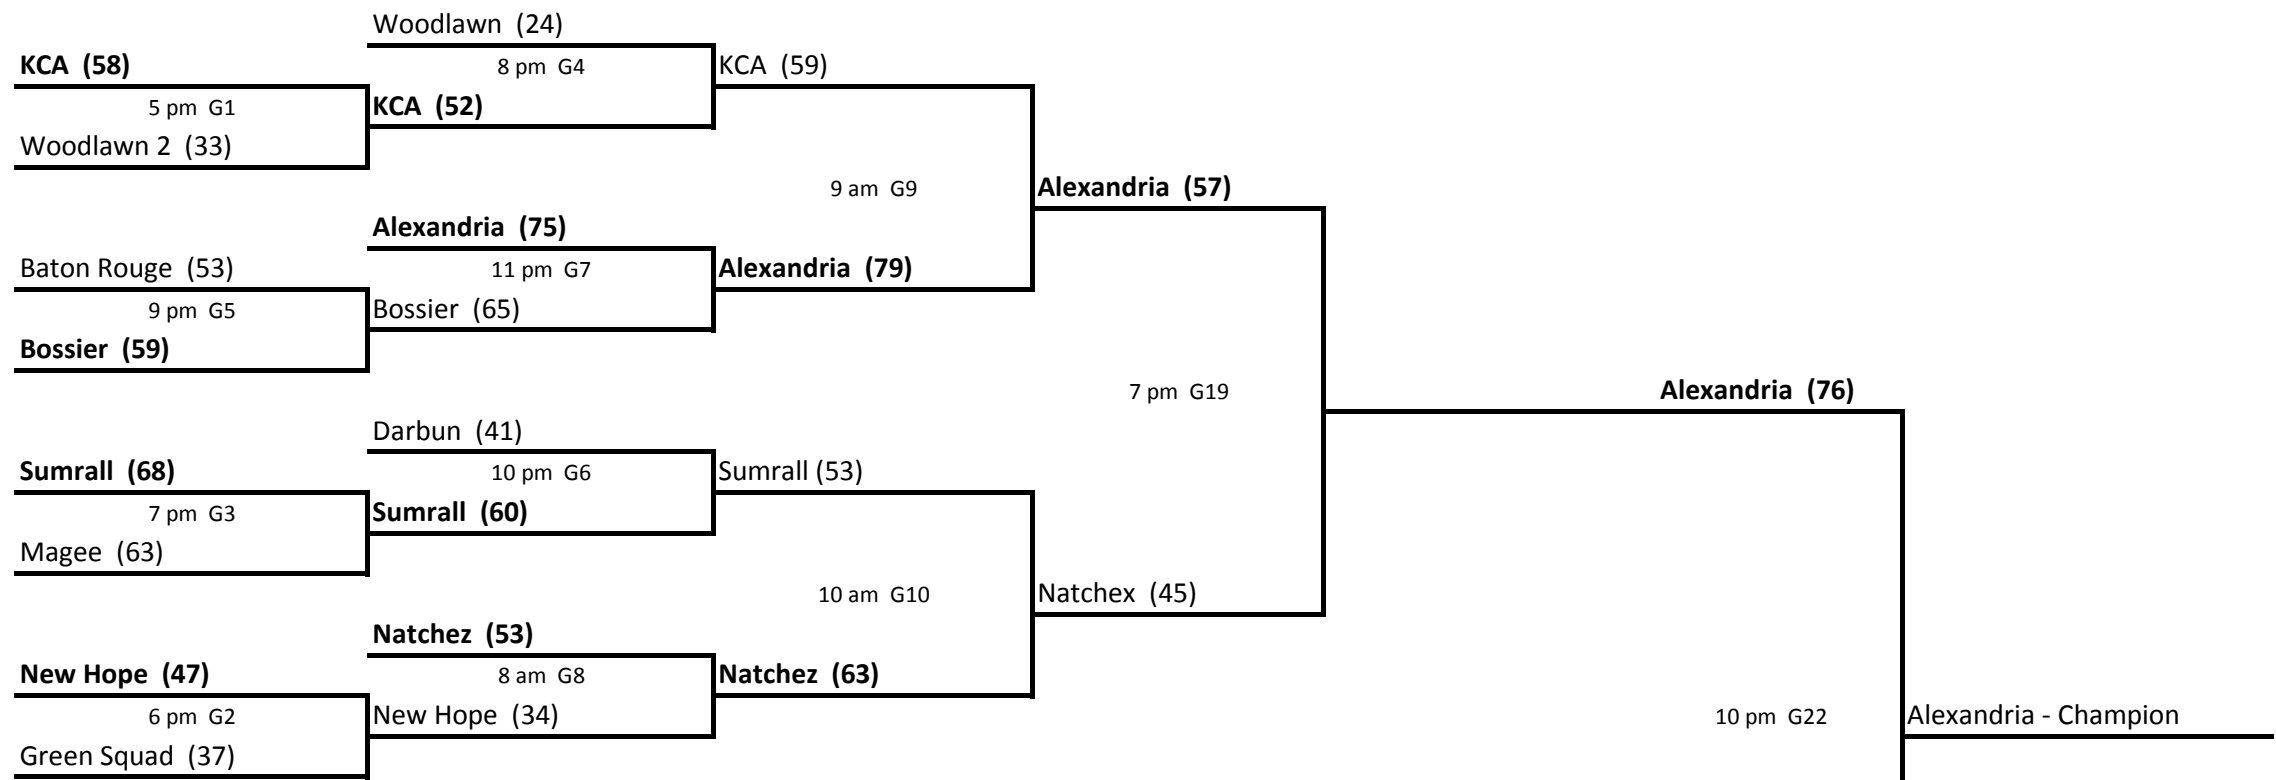 Woodlawn (24)
KCA (58)
8 pm G4
KCA (59)
5 pm G1
KCA (52)
Woodlawn 2 (33)
9 am G9
Alexandria (57)
Alexandria (75)
Baton Rouge (53)
11 pm G7
Alexandria (79)
9 pm G5
Bossier (65)
Bossier (59)
7 pm G19
Alexandria (76)
Darbun (41)
Sumrall (68)
10 pm G6
Sumrall (53)
7 pm G3
Sumrall (60)
Magee (63)
10 am G10
Natchex (45)
Natchez (53)
New Hope (47)
8 am G8
Natchez (63)
6 pm G2
New Hope (34)
10 pm G22
Alexandria - Champion
Green Squad (37)